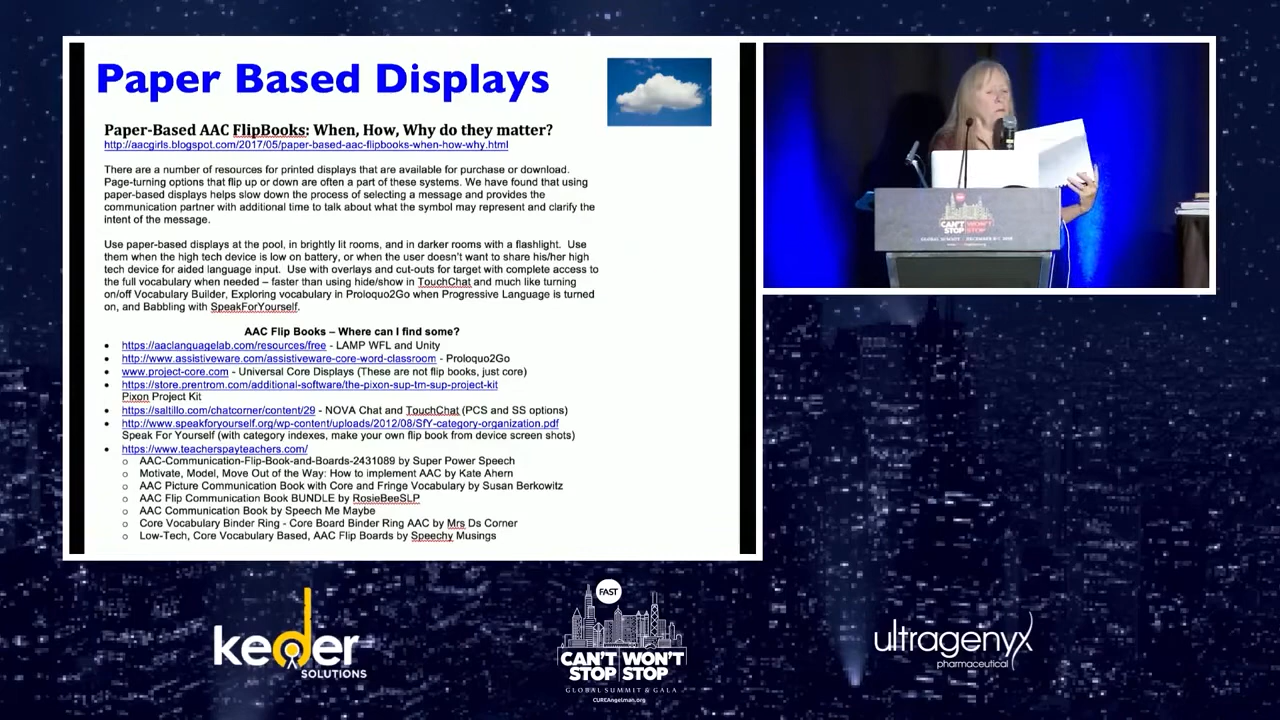 Paper Based Displays
Paper-Based AAC FlipBooks: When, How, Why do they matter?
http://aacgirls.blogspot.com/2017/05/paper-based-aac-flipbooks-when-how-why.html
There are a number of resources for printed displays that are available for purchase or download.
Page-turning options that flip up or down are often a part of these systems. We have found that using
paper-based displays helps slow down the process of selecting a message and provides the
communication partner with additional time to talk about what the symbol may represent and clarify the
intent of the message.
Use paper-based displays at the pool, in brightly lit rooms, and in darker rooms with a flashlight. Use
them when the high tech device is low on battery, or when the user doesn't want to share his/her high
tech device for aided language input. Use with overlays and cut-outs for target with complete access to
the full vocabulary when needed – faster than using hide/show in TouchChat and much like turning
on/off Vocabulary Builder, Exploring vocabulary in Proloquo2Go when Progressive Language is turned
on, and Babbling with SpeakForYourself.
AAC Flip Books – Where can I find some?
• https://aaclanguagelab.com/resources/free - LAMP WFL and Unity
• http://www.assistiveware.com/assistiveware-core-word-classroom - Proloquo2Go
• www.project-core.com - Universal Core Displays (These are not flip books, just core)
• https://store.prentrom.com/additional-software/the-pixon-sup-tm-sup-project-kit
Pixon Project Kit
• https://saltillo.com/chatcorner/content/29 - NOVA Chat and TouchChat (PCS and SS options)
• http://www.speakforyourself.org/wp-content/uploads/2012/08/SfY-category-organization.pdf
Speak For Yourself (with category indexes, make your own flip book from device screen shots)
• https://www.teacherspayteachers.com/
o AAC-Communication-Flip-Book-and-Boards-2431089 by Super Power Speech
o Motivate, Model, Move Out of the Way: How to implement AAC by Kate Ahern
o AAC Picture Communication Book with Core and Fringe Vocabulary by Susan Berkowitz
o AAC Flip Communication Book BUNDLE by RosieBeeSLP
o AAC Communication Book by Speech Me Maybe
o Core Vocabulary Binder Ring - Core Board Binder Ring AAC by Mrs Ds Corner
o Low-Tech, Core Vocabulary Based, AAC Flip Boards by Speechy Musings
CAN'T WON'T
STOP STOP
keder
SOLUTIONS
FAST
CAN'T WON'T
STOP STOP
GLOBAL SUMMIT & GALA
CUREAngelman.org
ultragenyx
pharmaceutical